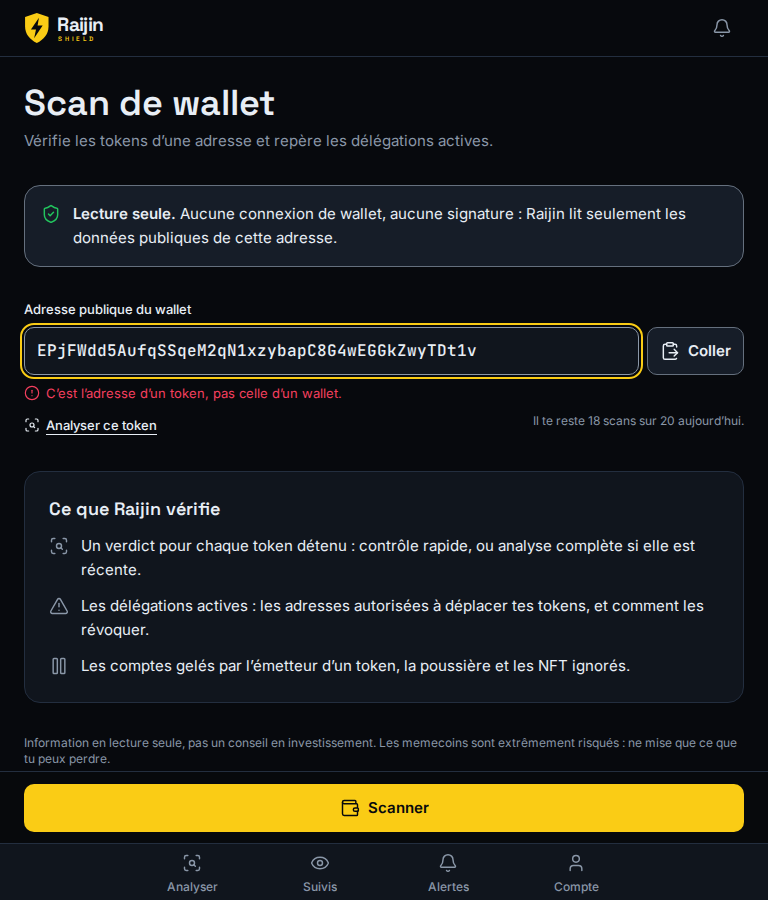 Raijin
SHIELD
Scan de wallet
Vérifie les tokens d’une adresse et repère les délégations actives.
Lecture seule. Aucune connexion de wallet, aucune signature : Raijin lit seulement les
données publiques de cette adresse.
Adresse publique du wallet
EPjFWdd5AufqSSqeM2qN1xzybapC8G4wEGGkZwyTDt1v
Coller
C’est l’adresse d’un token, pas celle d’un wallet.
Analyser ce token
Il te reste 18 scans sur 20 aujourd’hui.
Ce que Raijin vérifie
Un verdict pour chaque token détenu : contrôle rapide, ou analyse complète si elle est
récente.
Les délégations actives : les adresses autorisées à déplacer tes tokens, et comment les
révoquer.
Les comptes gelés par l’émetteur d’un token, la poussière et les NFT ignorés.
Information en lecture seule, pas un conseil en investissement. Les memecoins sont extrêmement risqués : ne mise que ce que
tu peux perdre.
Scanner
Analyser
Suivis
Alertes
Compte